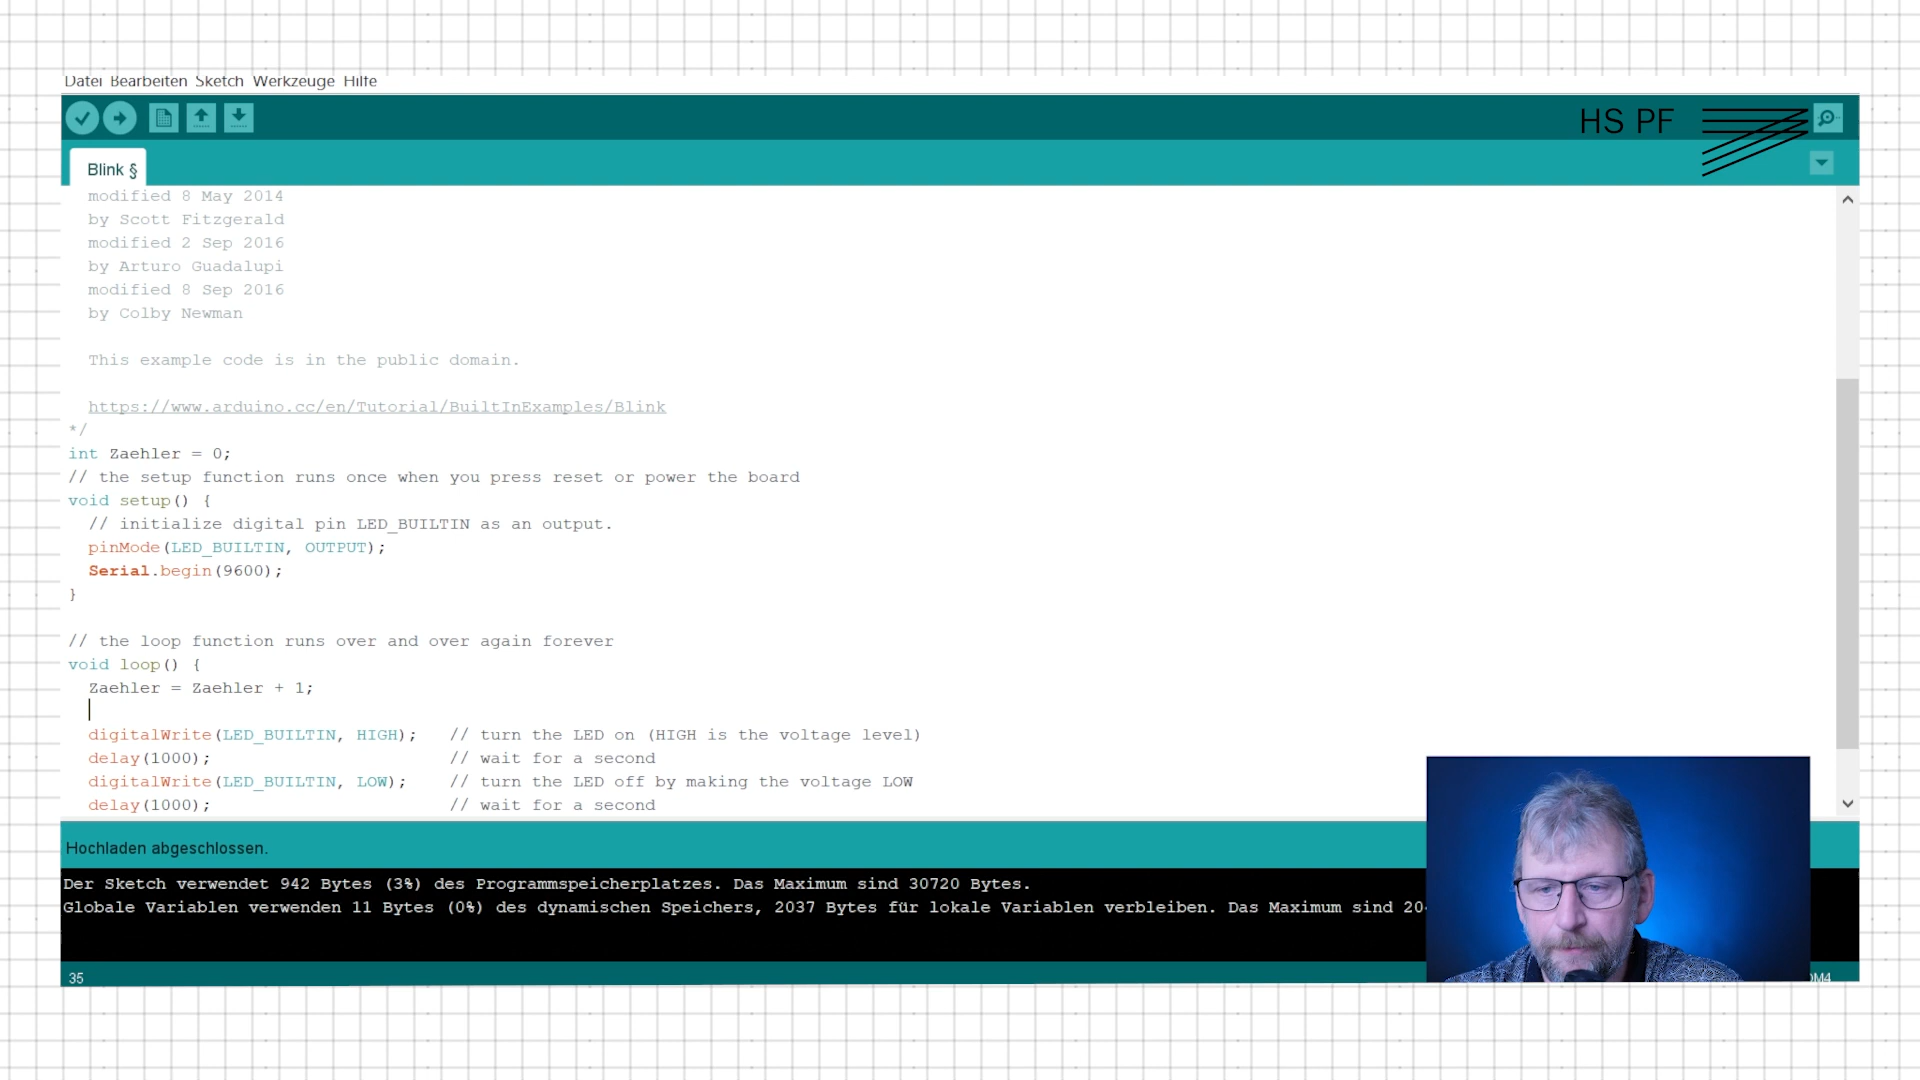 Datei Bearbeiten Sketch Werkzeuge Hilfe
HS PF
Blink §
modified 8 May 2014
by Scott Fitzgerald
modified 2 Sep 2016
by Arturo Guadalupi
modified 8 Sep 2016
by Colby Newman
This example code is in the public domain.
https://www.arduino.cc/en/Tutorial/BuiltInExamples/Blink
*/
int Zaehler = 0;
// the setup function runs once when you press reset or power the board
void setup() {
// initialize digital pin LED_BUILTIN as an output.
pinMode(LED_BUILTIN, OUTPUT);
Serial.begin(9600);
}
// the loop function runs over and over again forever
void loop() {
Zaehler = Zaehler + 1;
digitalWrite(LED_BUILTIN, HIGH); // turn the LED on (HIGH is the voltage level)
delay(1000); // wait for a second
digitalWrite(LED_BUILTIN, LOW); // turn the LED off by making the voltage LOW
delay(1000); // wait for a second
Hochladen abgeschlossen.
Der Sketch verwendet 942 Bytes (3%) des Programmspeicherplatzes. Das Maximum sind 30720 Bytes.
Globale Variablen verwenden 11 Bytes (0%) des dynamischen Speichers, 2037 Bytes für lokale Variablen verbleiben. Das Maximum sind
35